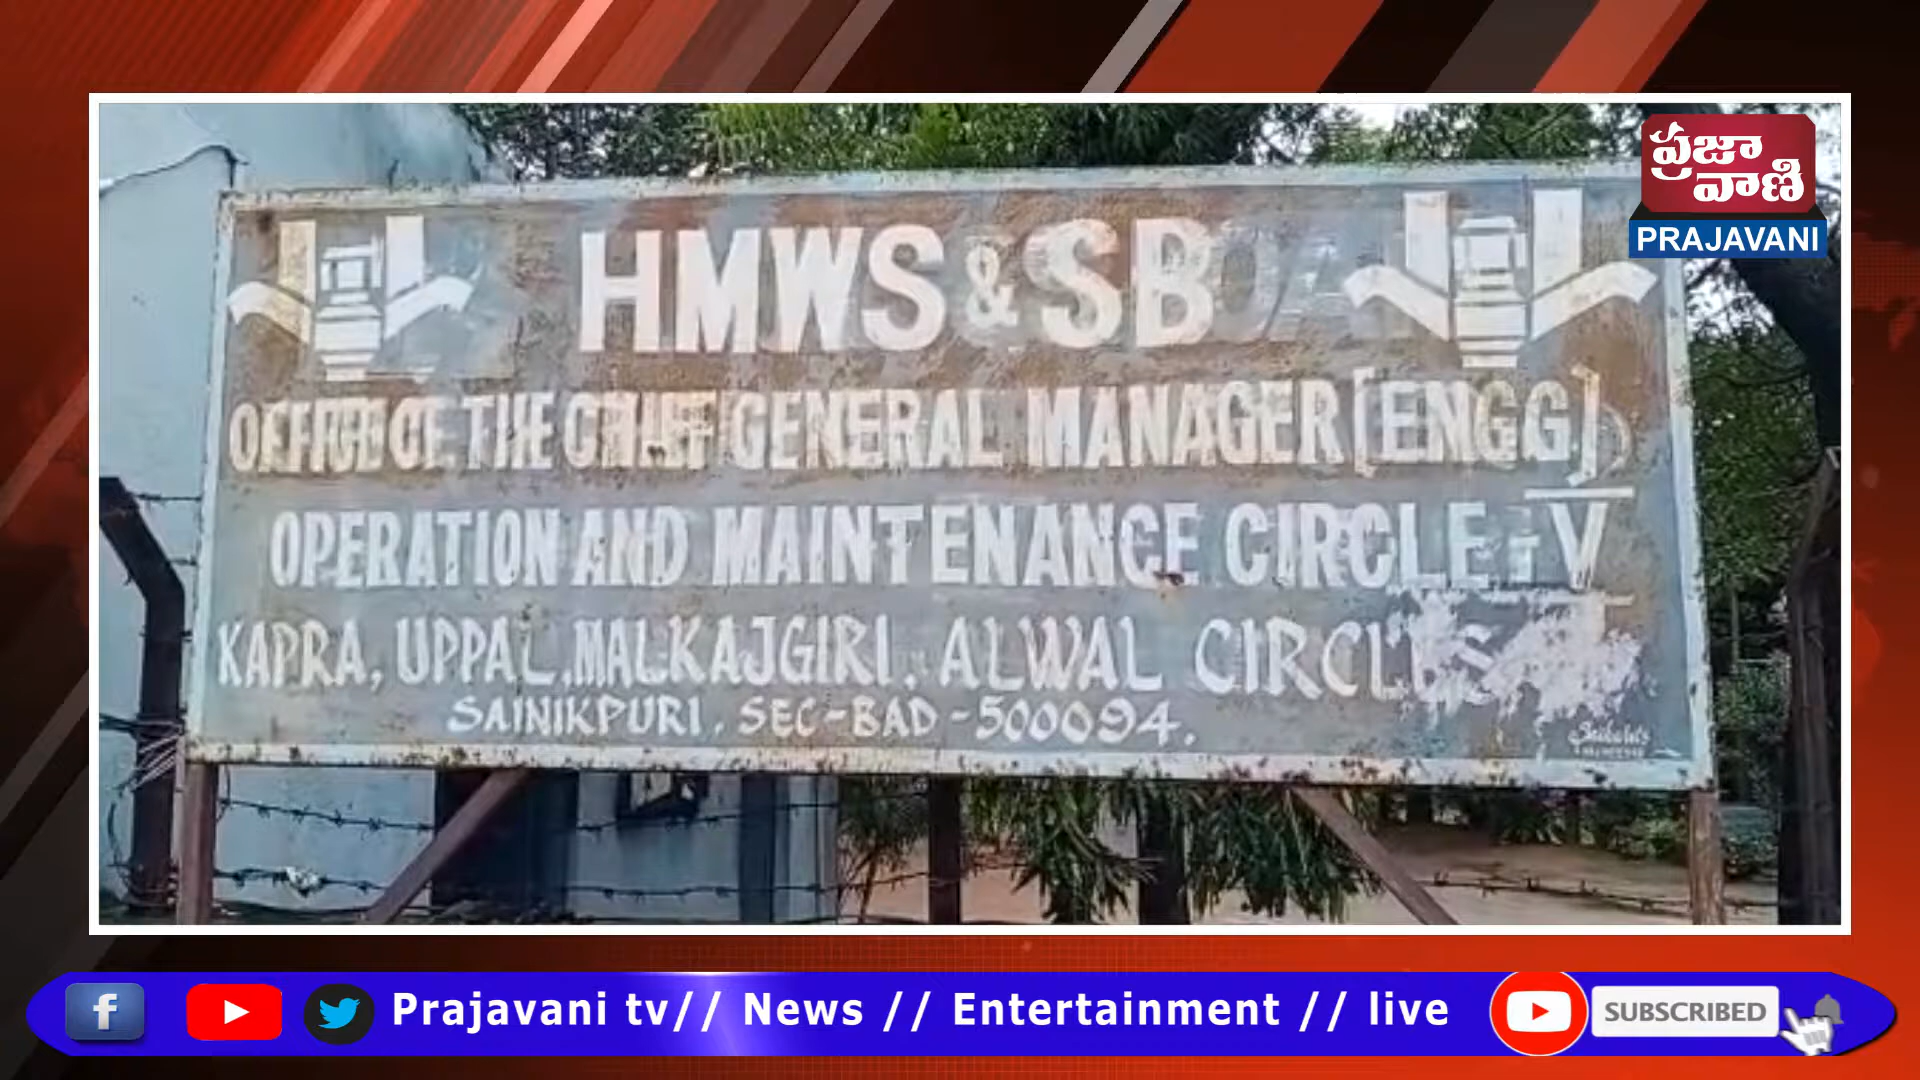 ప్రజా
వాణి
PRAJAVANI
HMWS & SB
OFFICE OF THE CHIEF GENERAL MANAGER (ENGG)
OPERATION AND MAINTENANCE CIRCLE - V
KAPRA, UPPAL, MALKAJGIRI, ALWAL CIRCLES
SAINIKPURI, SEC-BAD - 500094.
Prajavani tv// News // Entertainment // live
SUBSCRIBED